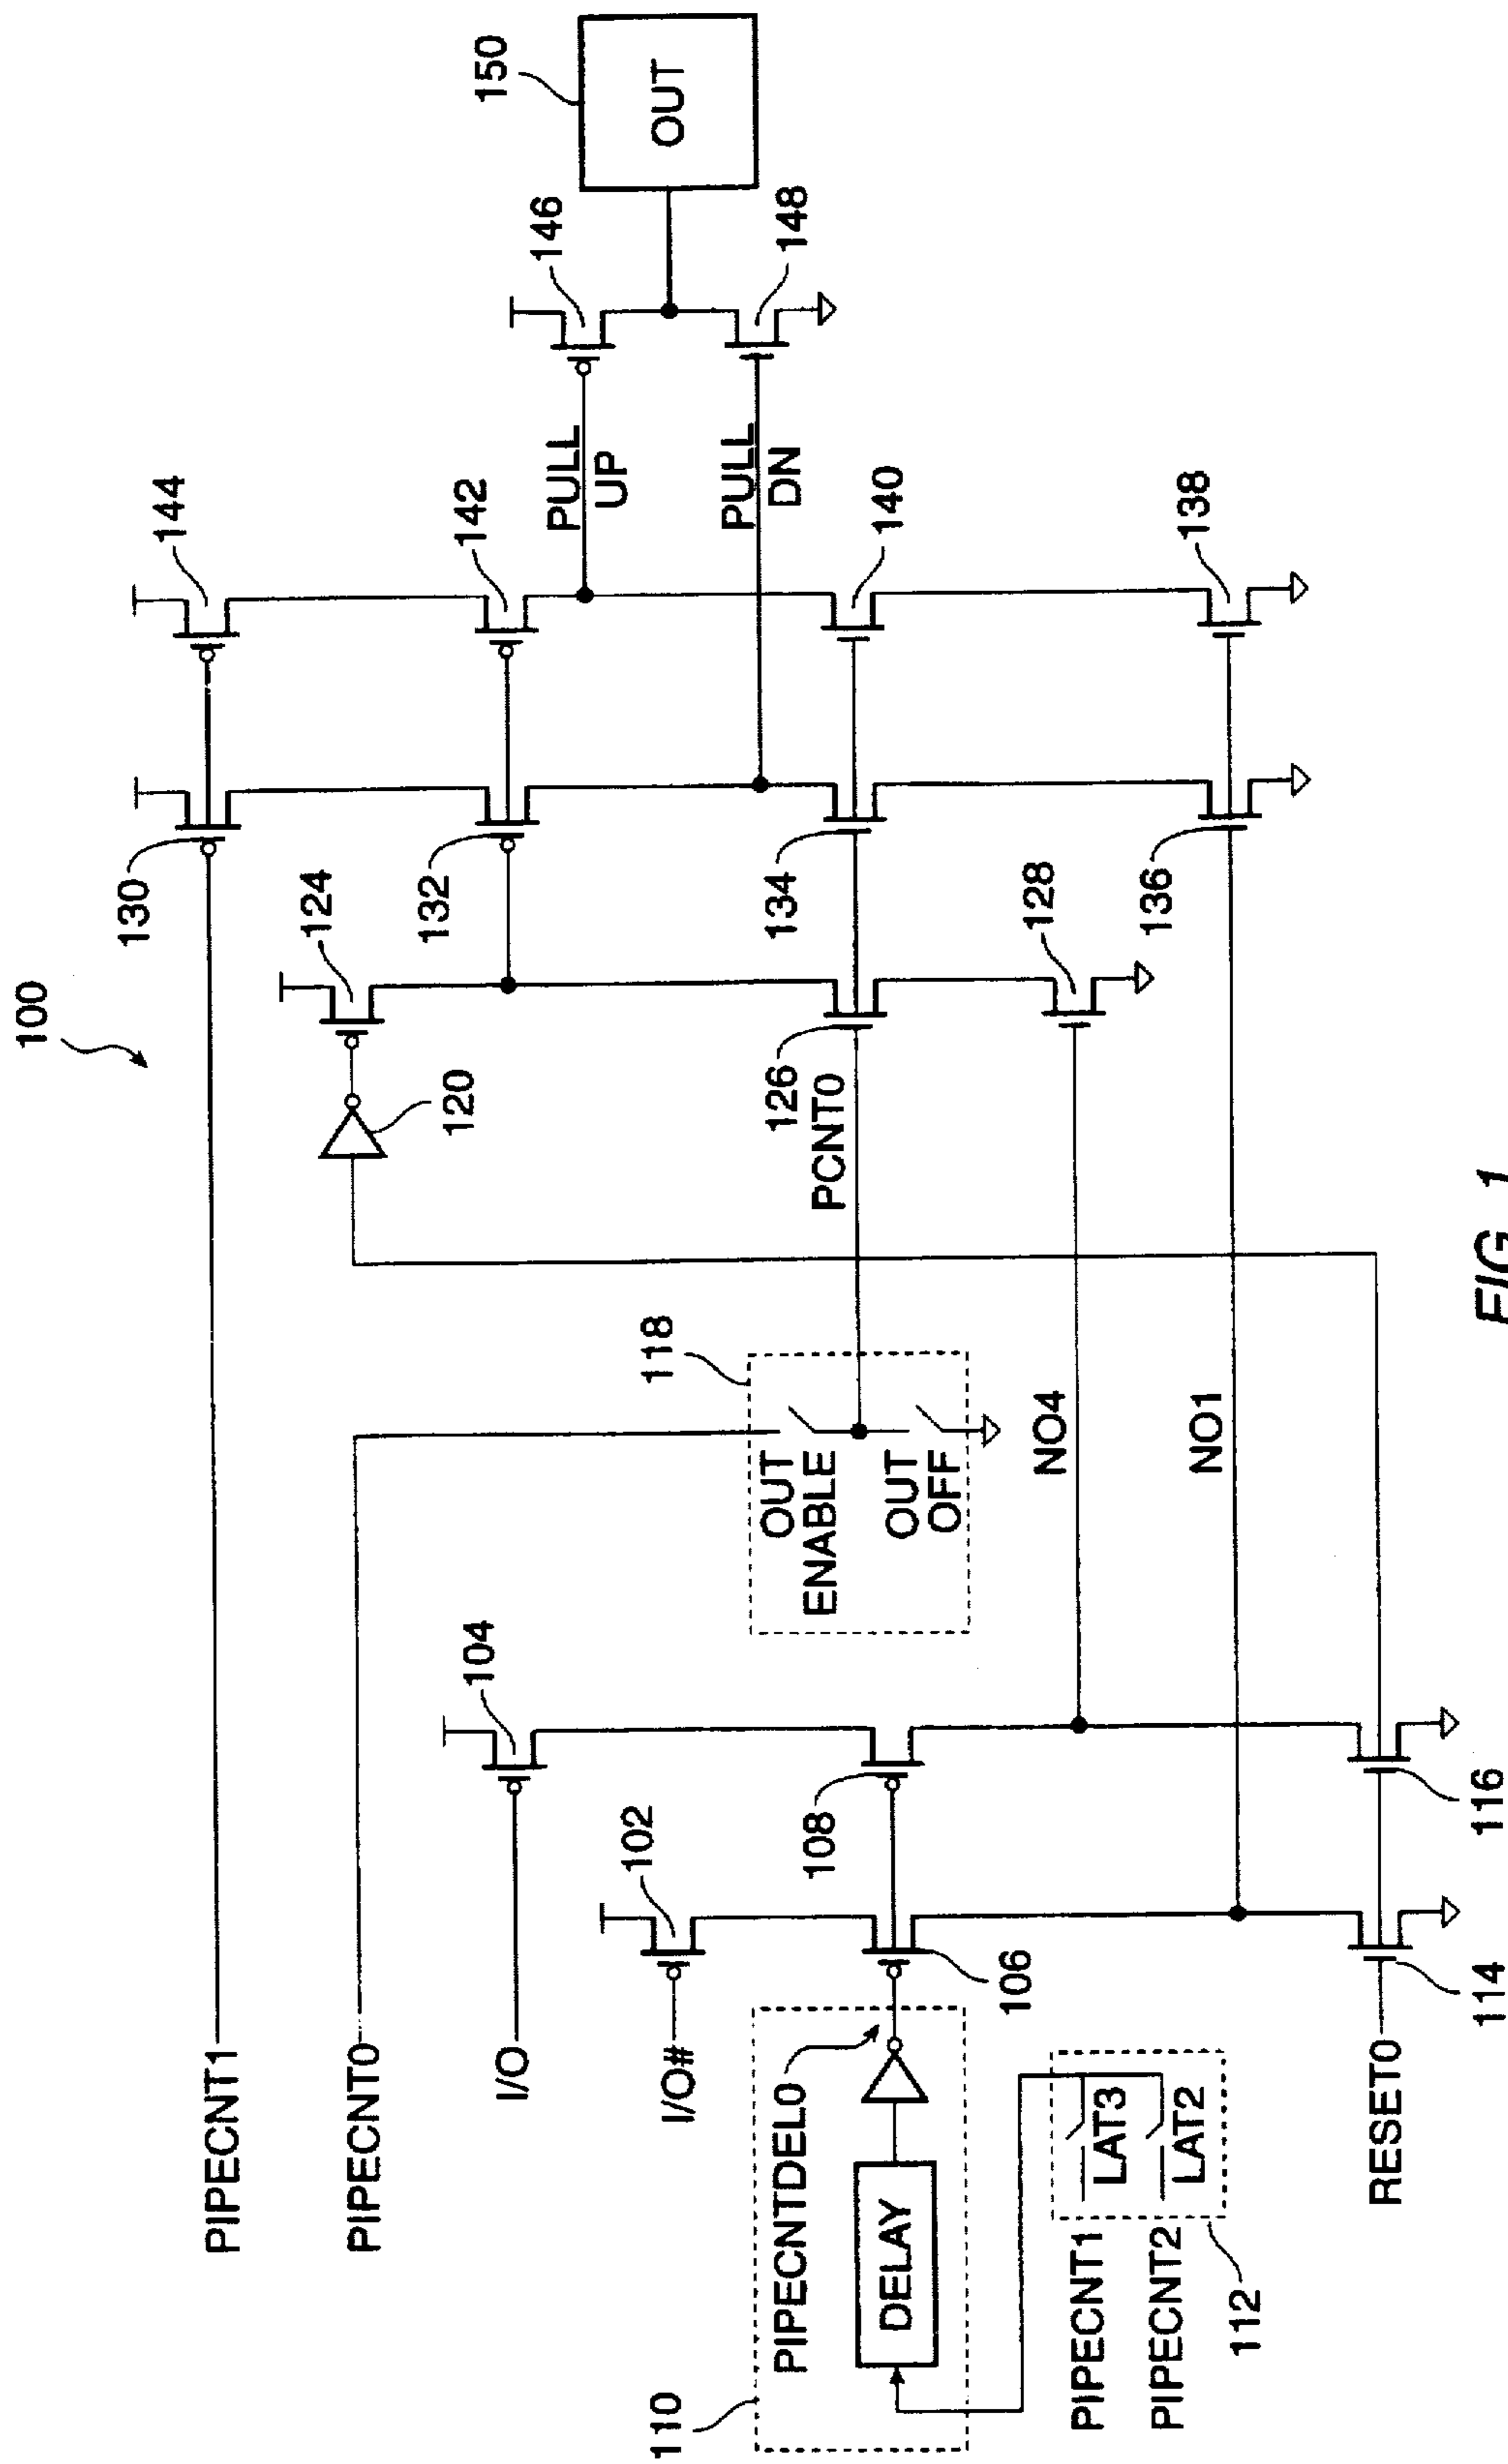 100
PIPECNT1
PIPECNT0
I/O
I/O#
PIPECNTDEL0
DELAY
110
PIPECNT1
PIPECNT2
LAT3
LAT2
112
RESET0
102
104
106
108
114
116
118
OUT
ENABLE
OUT
OFF
NO4
NO1
PCNT0
120
124
126
128
130
132
134
136
144
142
140
138
PULL
UP
PULL
DN
146
148
150
OUT
FIG. 1